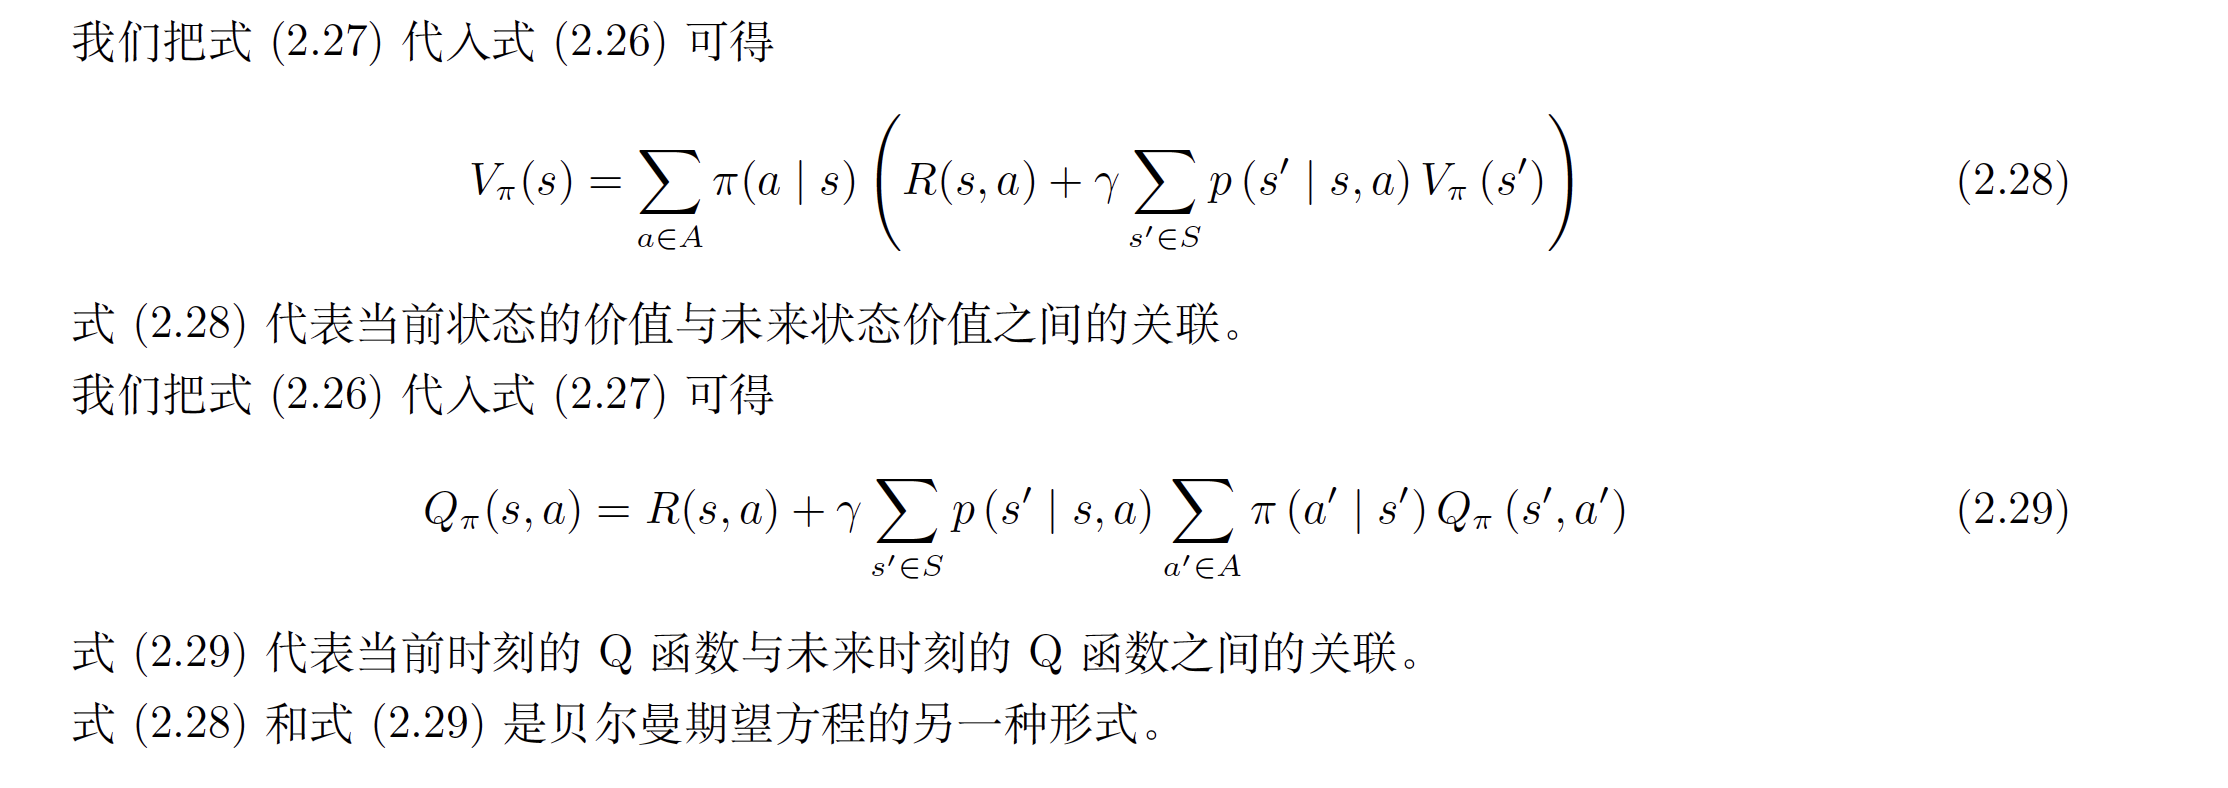 我们把式 (2.27) 代入式 (2.26) 可得
$$V_\pi(s) = \sum_{a \in A} \pi(a \mid s) \left( R(s, a) + \gamma \sum_{s' \in S} p\left(s' \mid s, a\right) V_\pi\left(s'\right) \right) \quad (2.28)$$
式 (2.28) 代表当前状态的价值与未来状态价值之间的关联。
我们把式 (2.26) 代入式 (2.27) 可得
$$Q_\pi(s, a) = R(s, a) + \gamma \sum_{s' \in S} p\left(s' \mid s, a\right) \sum_{a' \in A} \pi\left(a' \mid s'\right) Q_\pi\left(s', a'\right) \quad (2.29)$$
式 (2.29) 代表当前时刻的 Q 函数与未来时刻的 Q 函数之间的关联。
式 (2.28) 和式 (2.29) 是贝尔曼期望方程的另一种形式。